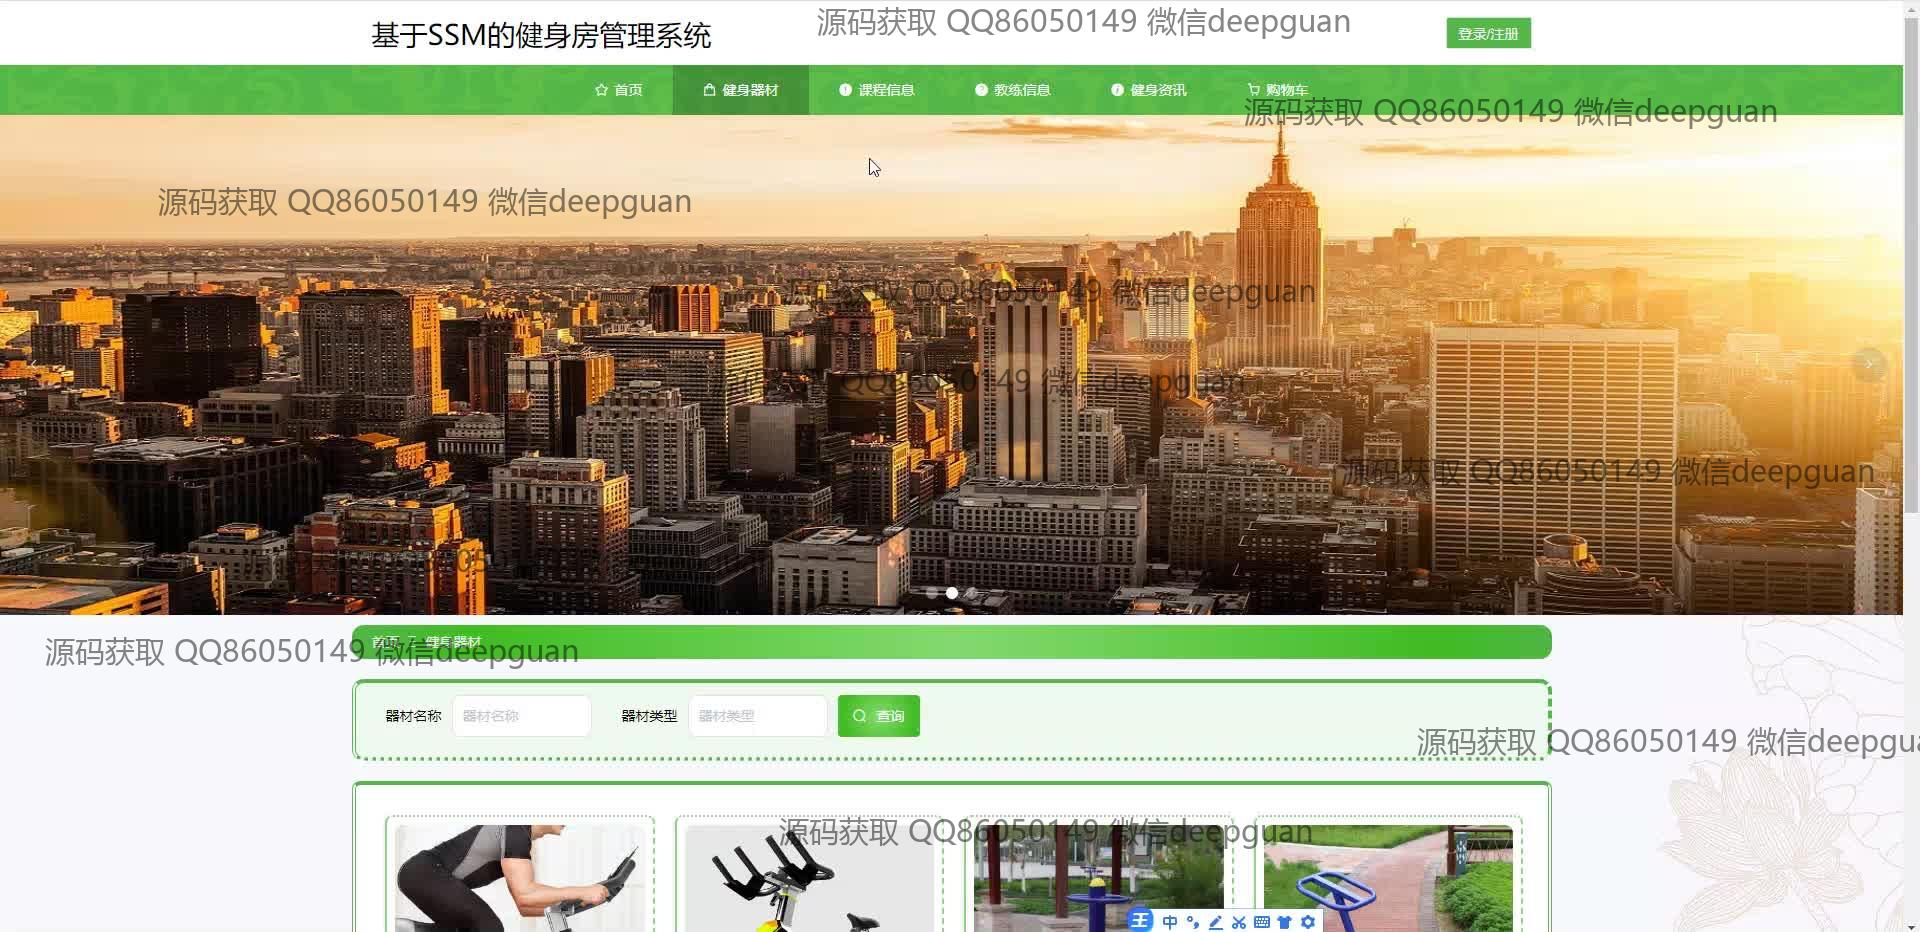 基于SSM的健身房管理系统
源码获取 QQ86050149 微信deepguan
登录/注册
首页
健身器材
课程信息
教练信息
健身资讯
购物车
源码获取 QQ86050149 微信deepguan
源码获取 QQ86050149 微信deepguan
源码获取 QQ86050149 微信deepguan
QQ86050149 微信deepguan
源码获取 QQ86050149 微信deepguan
首页
健身器材
源码获取 QQ86050149 微信deepguan
器材名称 器材名称
器材类型 器材类型
查询
源码获取 QQ86050149 微信deepgua
源码获取 QQ86050149 微信deepguan
王 中